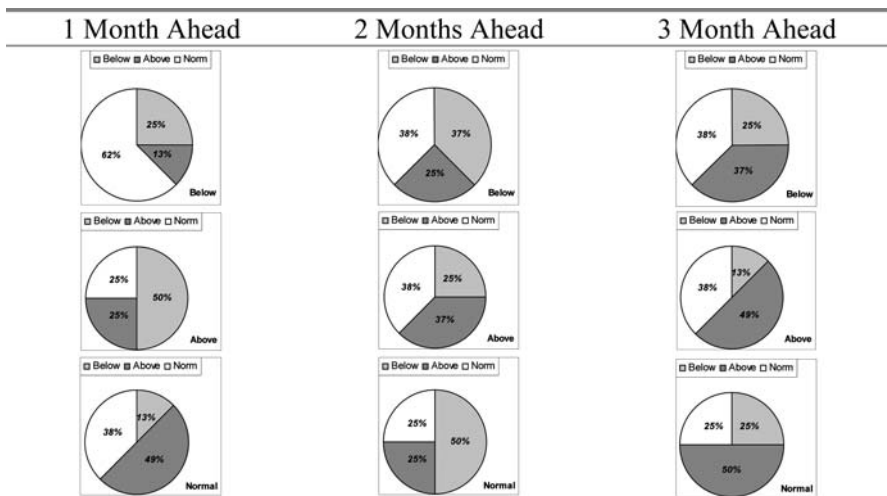 1 Month Ahead 2 Months Ahead 3 Month Ahead
Below Above Norm
25%
62% 13%
Below
Below Above Norm
38% 37%
25%
Below
Below Above Norm
25%
38%
37%
Below
Below Above Norm
25% 50%
25%
Above
Below Above Norm
25%
38%
37%
Above
Below Above Norm
13%
38%
49%
Above
Below Above Norm
13%
38%
49%
Normal
Below Above Norm
25% 50%
25%
Normal
Below Above Norm
25% 25%
50%
Normal